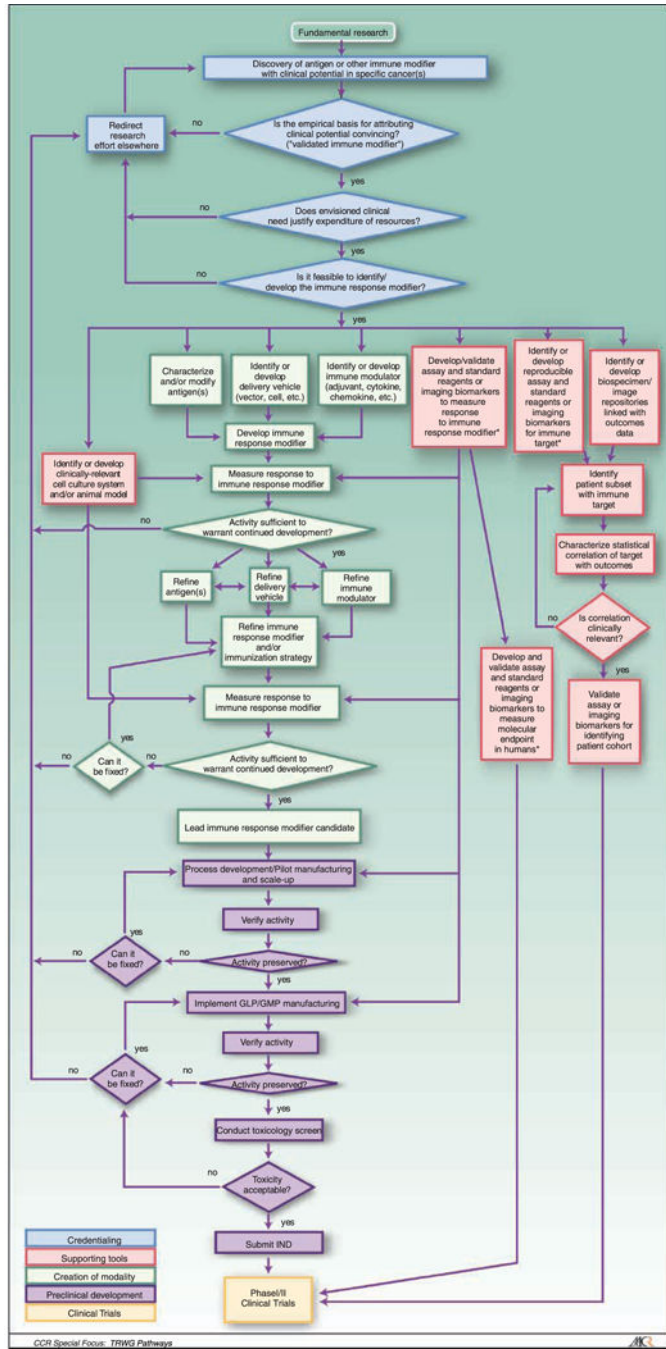 Fundamental research
Discovery of antigen or other immune modifier
with clinical potential in specific cancer(s)
Redirect
research
effort elsewhere
no
Is the empirical basis for attributing
clinical potential convincing?
("validated immune modifier")
yes
no
Does envisioned clinical
need justify expenditure of resources?
yes
no
Is it feasible to identify/
develop the immune response modifier?
yes
Characterize
and/or modify
antigen(s)
Identify or
develop
delivery vehicle
(vector, cell, etc.)
Identify or develop
immune modulator
(adjuvant, cytokine,
chemokine, etc.)
Develop/validate
assay and standard
reagents or
imaging biomarkers
to measure
response
to immune
response modifier*
Identify or
develop
reproducible
assay and
standard
reagents or
imaging
biomarkers
for immune
target*
Identify
or develop
biospecimen/
image
repositories
linked with
outcomes
data
Develop immune
response modifier
Identify or develop
clinically-relevant
cell culture system
and/or animal model
Measure response to
immune response modifier
Identify
patient subset
with immune
target
no
Activity sufficient to
warrant continued development?
yes
Characterize statistical
correlation of target
with outcomes
Refine
antigen(s)
Refine
delivery
vehicle
Refine
immune
modulator
no
Is correlation
clinically
relevant?
yes
Refine immune
response modifier
and/or
immunization strategy
Develop and
validate assay
and standard
reagents or
imaging
biomarkers to
measure
molecular
endpoint
in humans*
Validate
assay or
imaging
biomarkers for
identifying
patient cohort
Measure response to
immune response modifier
yes
no
Can it
be fixed?
no
Activity sufficient to
warrant continued development?
yes
Lead immune response modifier candidate
Process development/Pilot manufacturing
and scale-up
Verify activity
yes
no
Can it
be fixed?
no
Activity preserved?
yes
Implement GLP/GMP manufacturing
Verify activity
yes
no
Can it
be fixed?
no
Activity preserved?
yes
Conduct toxicology screen
no
Toxicity
acceptable?
yes
Submit IND
PhaseI/II
Clinical Trials
Credentialing
Supporting tools
Creation of modality
Preclinical development
Clinical Trials
CCR Special Focus: TRWG Pathways